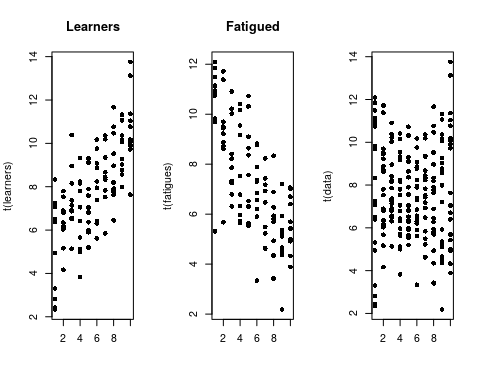 Learners
t(learners)
2 4 6 8 10 12 14
2 4 6 8
Fatigued
t(fatigues)
2 4 6 8 10 12
2 4 6 8
t(data)
2 4 6 8 10 12 14
2 4 6 8